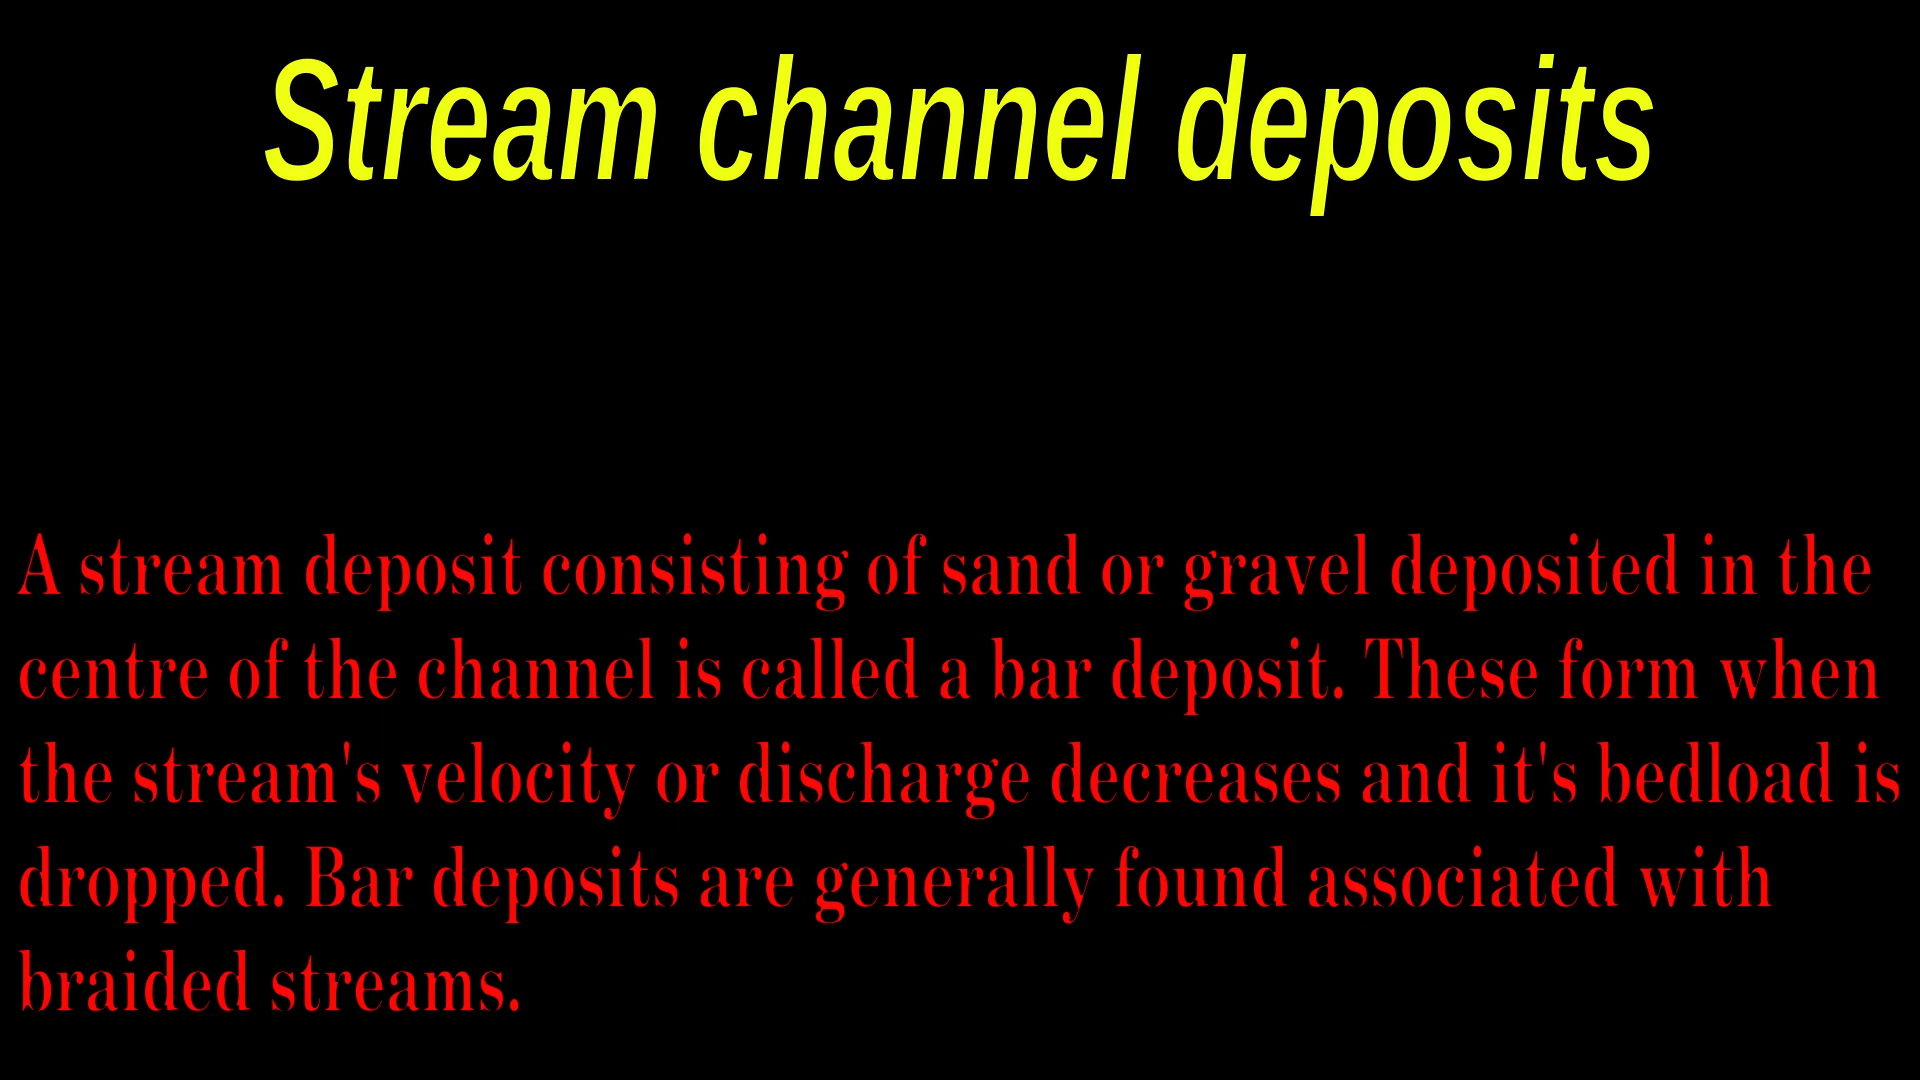 Stream channel deposits
A stream deposit consisting of sand or gravel deposited in the
centre of the channel is called a bar deposit. These form when
the stream's velocity or discharge decreases and it's bedload is
dropped. Bar deposits are generally found associated with
braided streams.